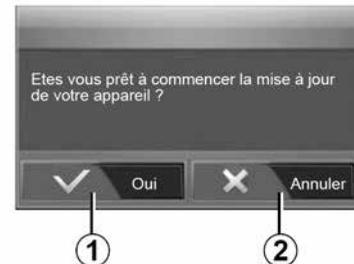 Etes vous prêt à commencer la mise à jour
de votre appareil ?
Oui
Annuler
1
2